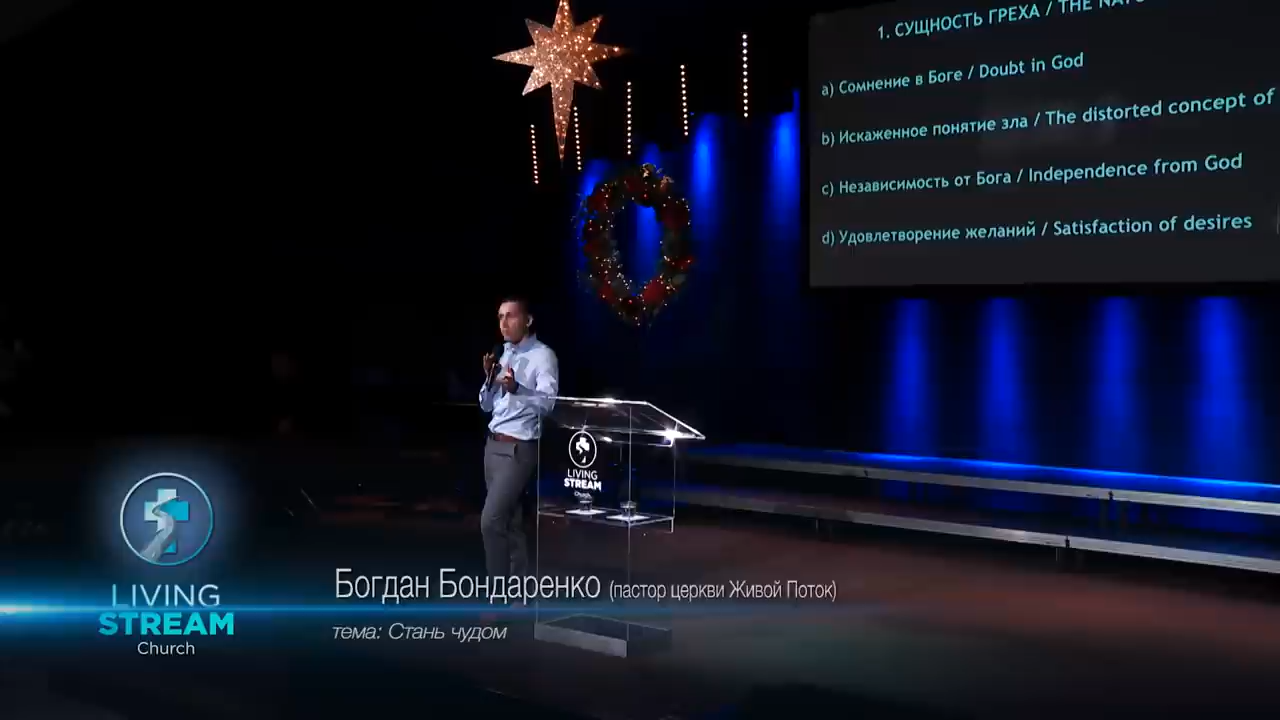 1. СУЩНОСТЬ ГРЕХА / THE
a) Сомнение в Боге / Doubt in God
b) Искаженное понятие зла / The distorted concept of
c) Независимость от Бога / Independence from God
d) Удовлетворение желаний / Satisfaction of desires
LIVING
STREAM
Church
LIVING
STREAM
Church
Богдан Бондаренко (пастор церкви Живой Поток)
тема: Стань чудом